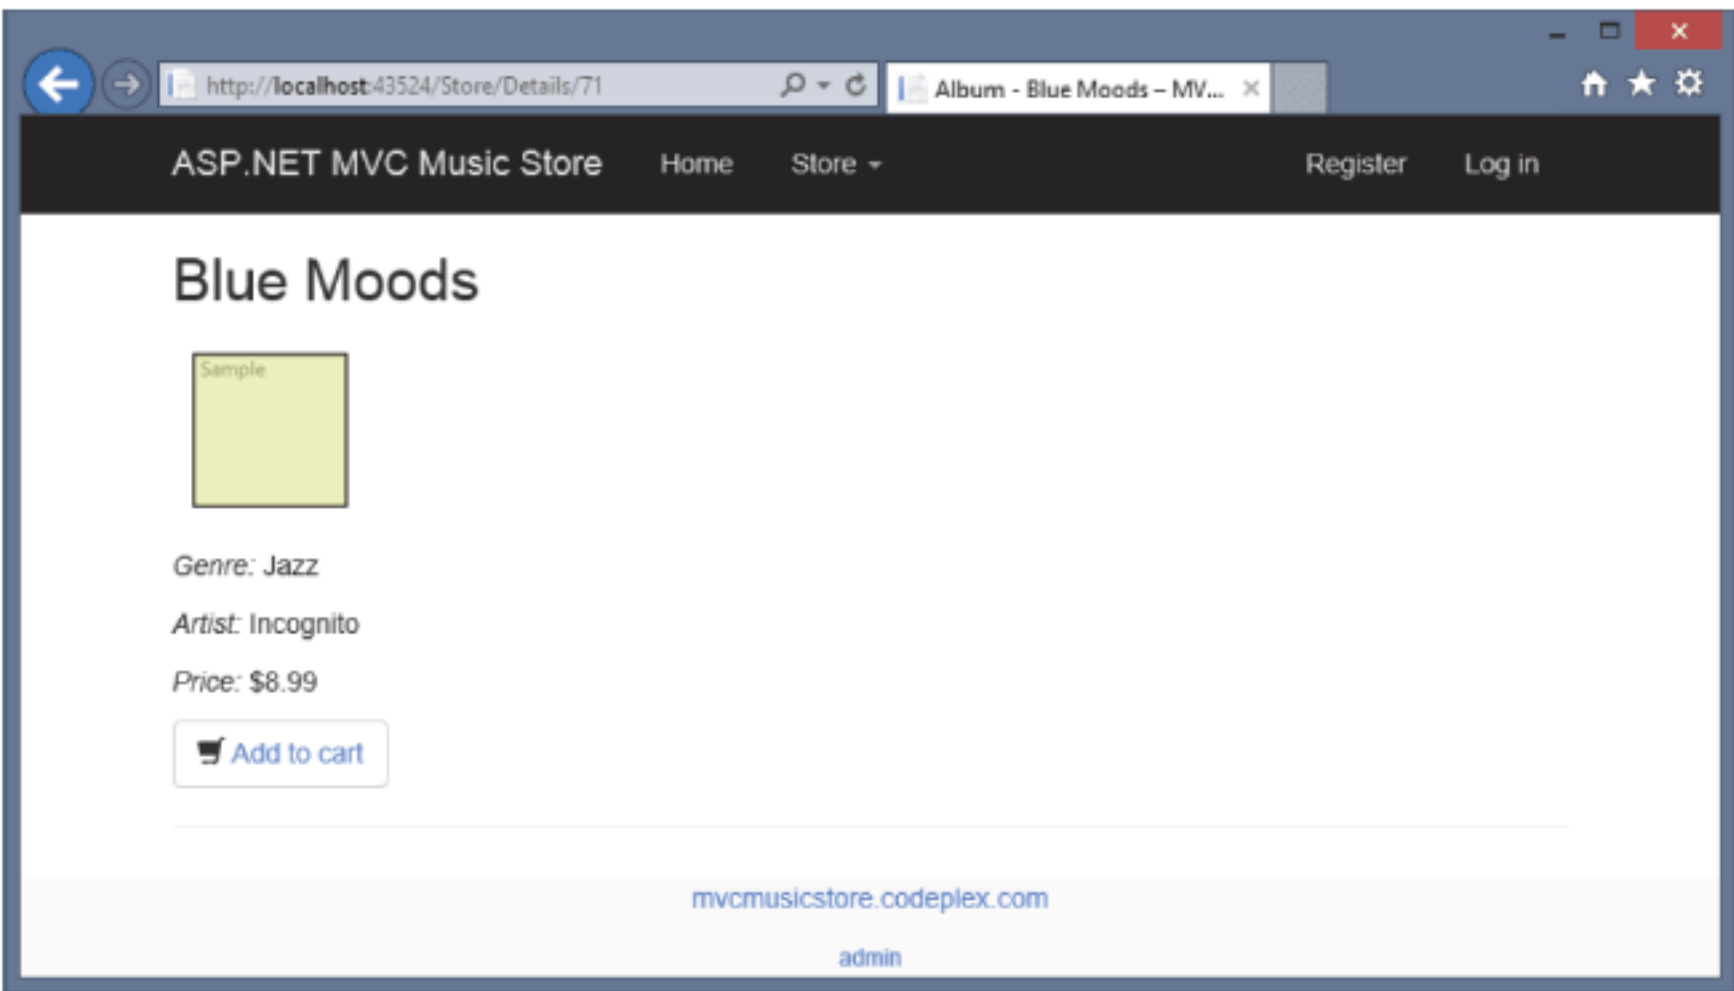 http://localhost:43524/Store/Details/71
Album - Blue Moods – MV...
ASP.NET MVC Music Store Home Store Register Log in
Blue Moods
Sample
Genre: Jazz
Artist: Incognito
Price: $8.99
Add to cart
mvcmusicstore.codeplex.com
admin